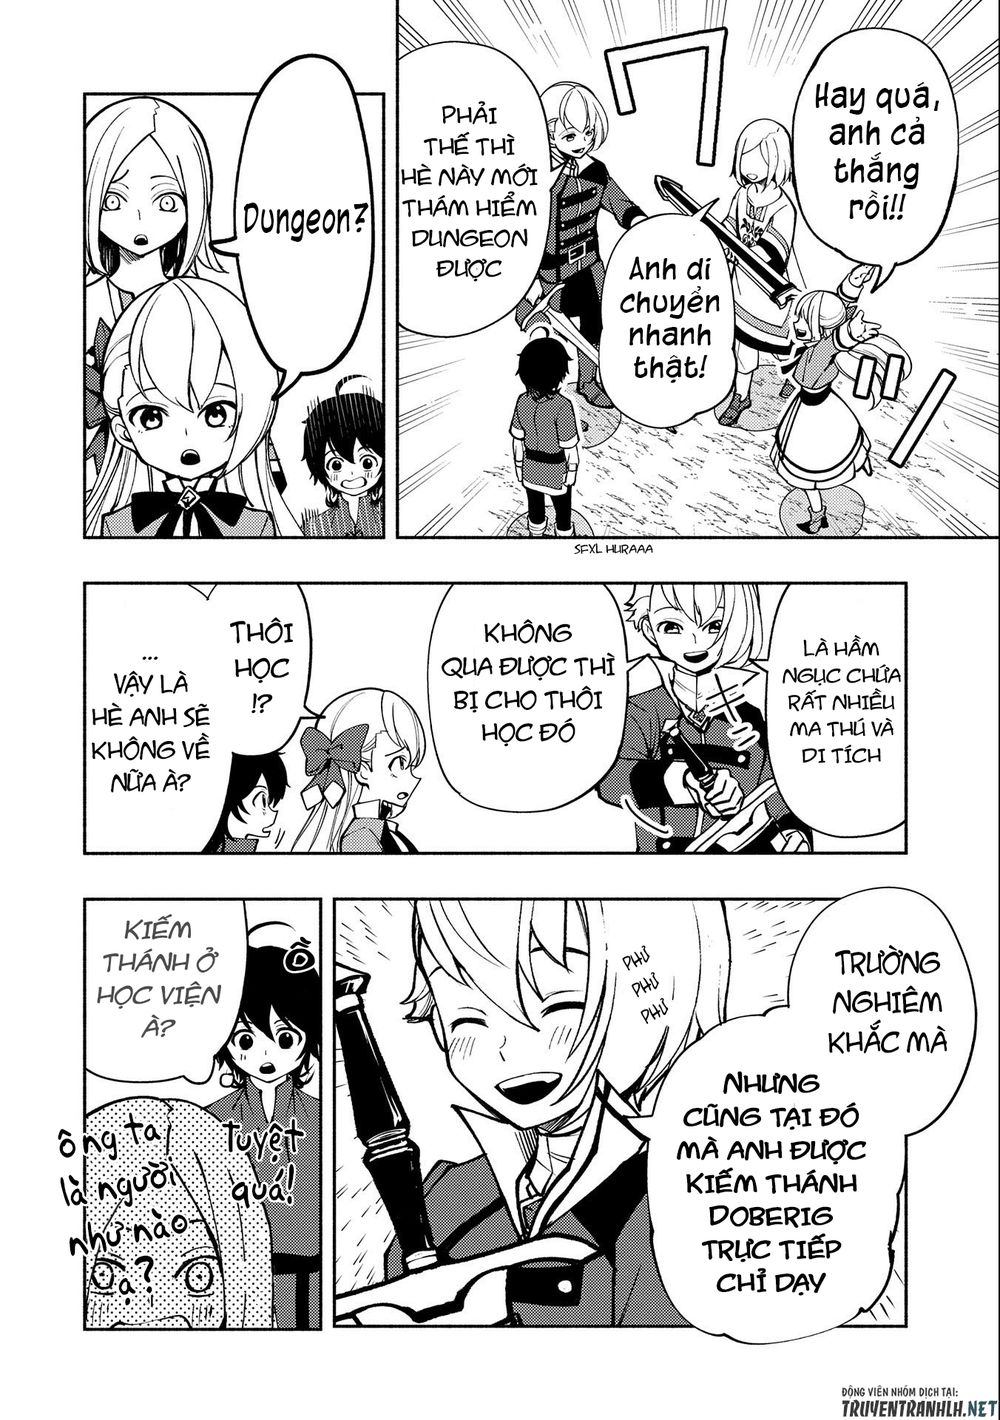 Hay quá,
anh cả
thắng
rồi!!
Anh di
chuyển
nhanh
thật!
PHẢI
THẾ THÌ
HÈ NÀY MỚI
THÁM HIỂM
DUNGEON
ĐƯỢC
SFX: HURAAA
Dungeon?
LÀ HẦM
NGỤC CHỨA
RẤT NHIỀU
MA THÚ VÀ
DI TÍCH
KHÔNG
QUA ĐƯỢC THÌ
BỊ CHO THÔI
HỌC ĐÓ
THÔI
HỌC
!?
...
VẬY LÀ
HÈ ANH SẼ
KHÔNG VỀ
NỮA À?
TRƯỜNG
NGHIÊM
KHẮC MÀ
NHƯNG
CŨNG TẠI ĐÓ
MÀ ANH ĐƯỢC
KIẾM THÁNH
DOBERIG
TRỰC TIẾP
CHỈ DẠY
PHƯ
PHƯ
PHƯ
KIẾM
THÁNH Ở
HỌC VIỆN
À?
Ồ
tuyệt
quá!
ông ta
là người
như nào
ạ?
ĐỘNG VIÊN NHÓM DỊCH TẠI:
TRUYENTRANHLH.NET